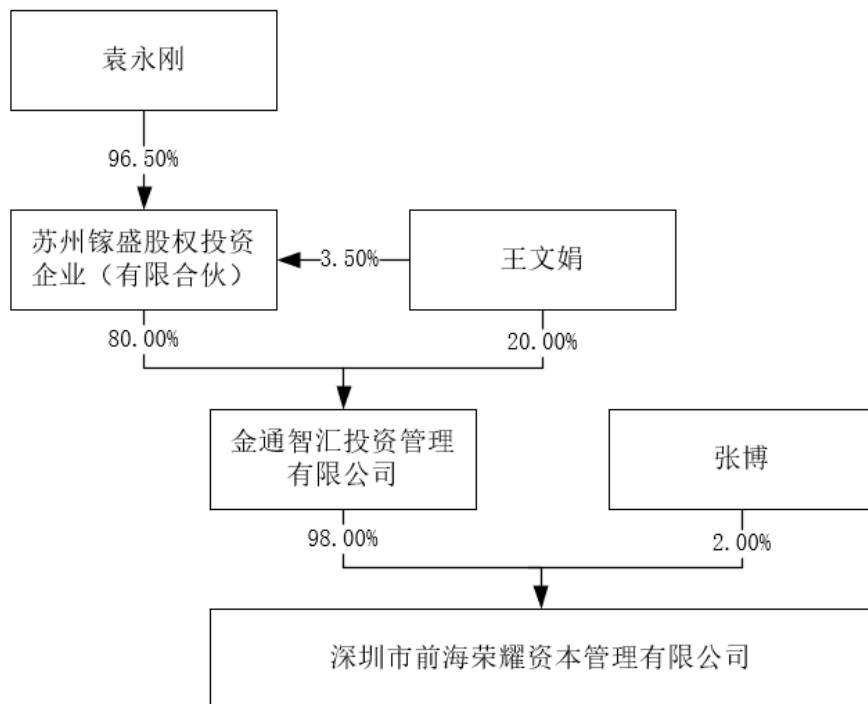 袁永刚
96.50%
苏州镓盛股权投资
企业（有限合伙）
3.50%
王文娟
80.00%
20.00%
金通智汇投资管理
有限公司
张博
98.00%
2.00%
深圳市前海荣耀资本管理有限公司